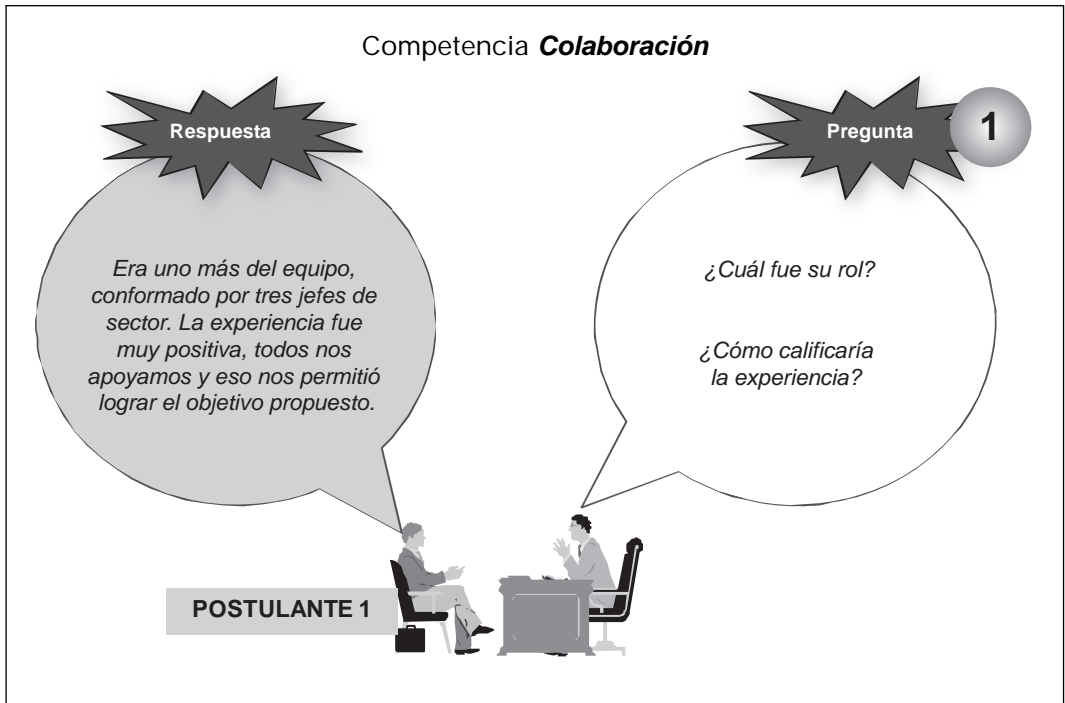 Competencia Colaboración
Respuesta
Era uno más del equipo,
conformado por tres jefes de
sector. La experiencia fue
muy positiva, todos nos
apoyamos y eso nos permitió
lograr el objetivo propuesto.
Pregunta
1
¿Cuál fue su rol?
¿Cómo calificaría
la experiencia?
POSTULANTE 1